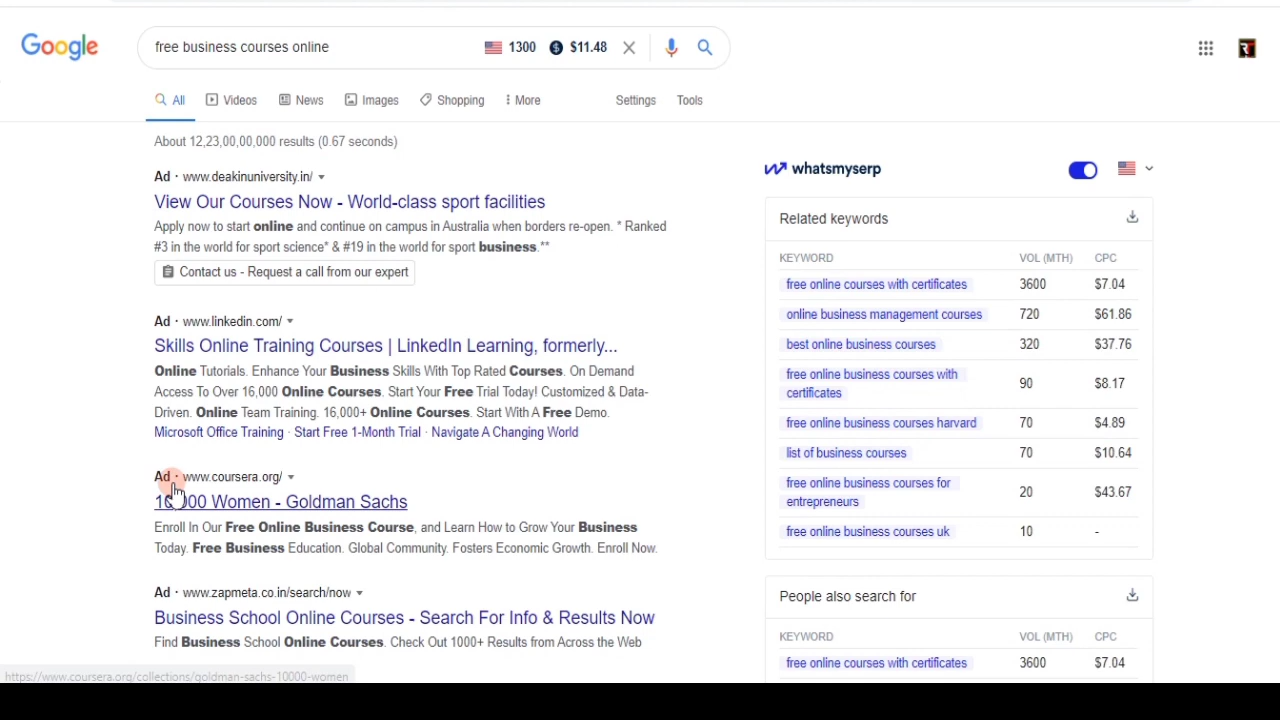 Google
free business courses online 1300 $11.48
All Videos News Images Shopping More Settings Tools
About 12,23,00,00,000 results (0.67 seconds)
Ad · www.deakinuniversity.in/
View Our Courses Now - World-class sport facilities
Apply now to start online and continue on campus in Australia when borders re-open. * Ranked
#3 in the world for sport science* & #19 in the world for sport business.**
Contact us - Request a call from our expert
Ad · www.linkedin.com/
Skills Online Training Courses | LinkedIn Learning, formerly...
Online Tutorials. Enhance Your Business Skills With Top Rated Courses. On Demand
Access To Over 16,000 Online Courses. Start Your Free Trial Today! Customized & Data-
Driven. Online Team Training. 16,000+ Online Courses. Start With A Free Demo.
Microsoft Office Training · Start Free 1-Month Trial · Navigate A Changing World
Ad · www.coursera.org/
10000 Women - Goldman Sachs
Enroll In Our Free Online Business Course, and Learn How to Grow Your Business
Today. Free Business Education. Global Community. Fosters Economic Growth. Enroll Now.
Ad · www.zapmeta.co.in/search/now
Business School Online Courses - Search For Info & Results Now
Find Business School Online Courses. Check Out 1000+ Results from Across the Web
https://www.coursera.org/collections/goldman-sachs-10000-women
whatsmyserp
Related keywords
KEYWORD VOL (MTH) CPC
free online courses with certificates 3600 $7.04
online business management courses 720 $61.86
best online business courses 320 $37.76
free online business courses with
certificates 90 $8.17
free online business courses harvard 70 $4.89
list of business courses 70 $10.64
free online business courses for
entrepreneurs 20 $43.67
free online business courses uk 10 -
People also search for
KEYWORD VOL (MTH) CPC
free online courses with certificates 3600 $7.04